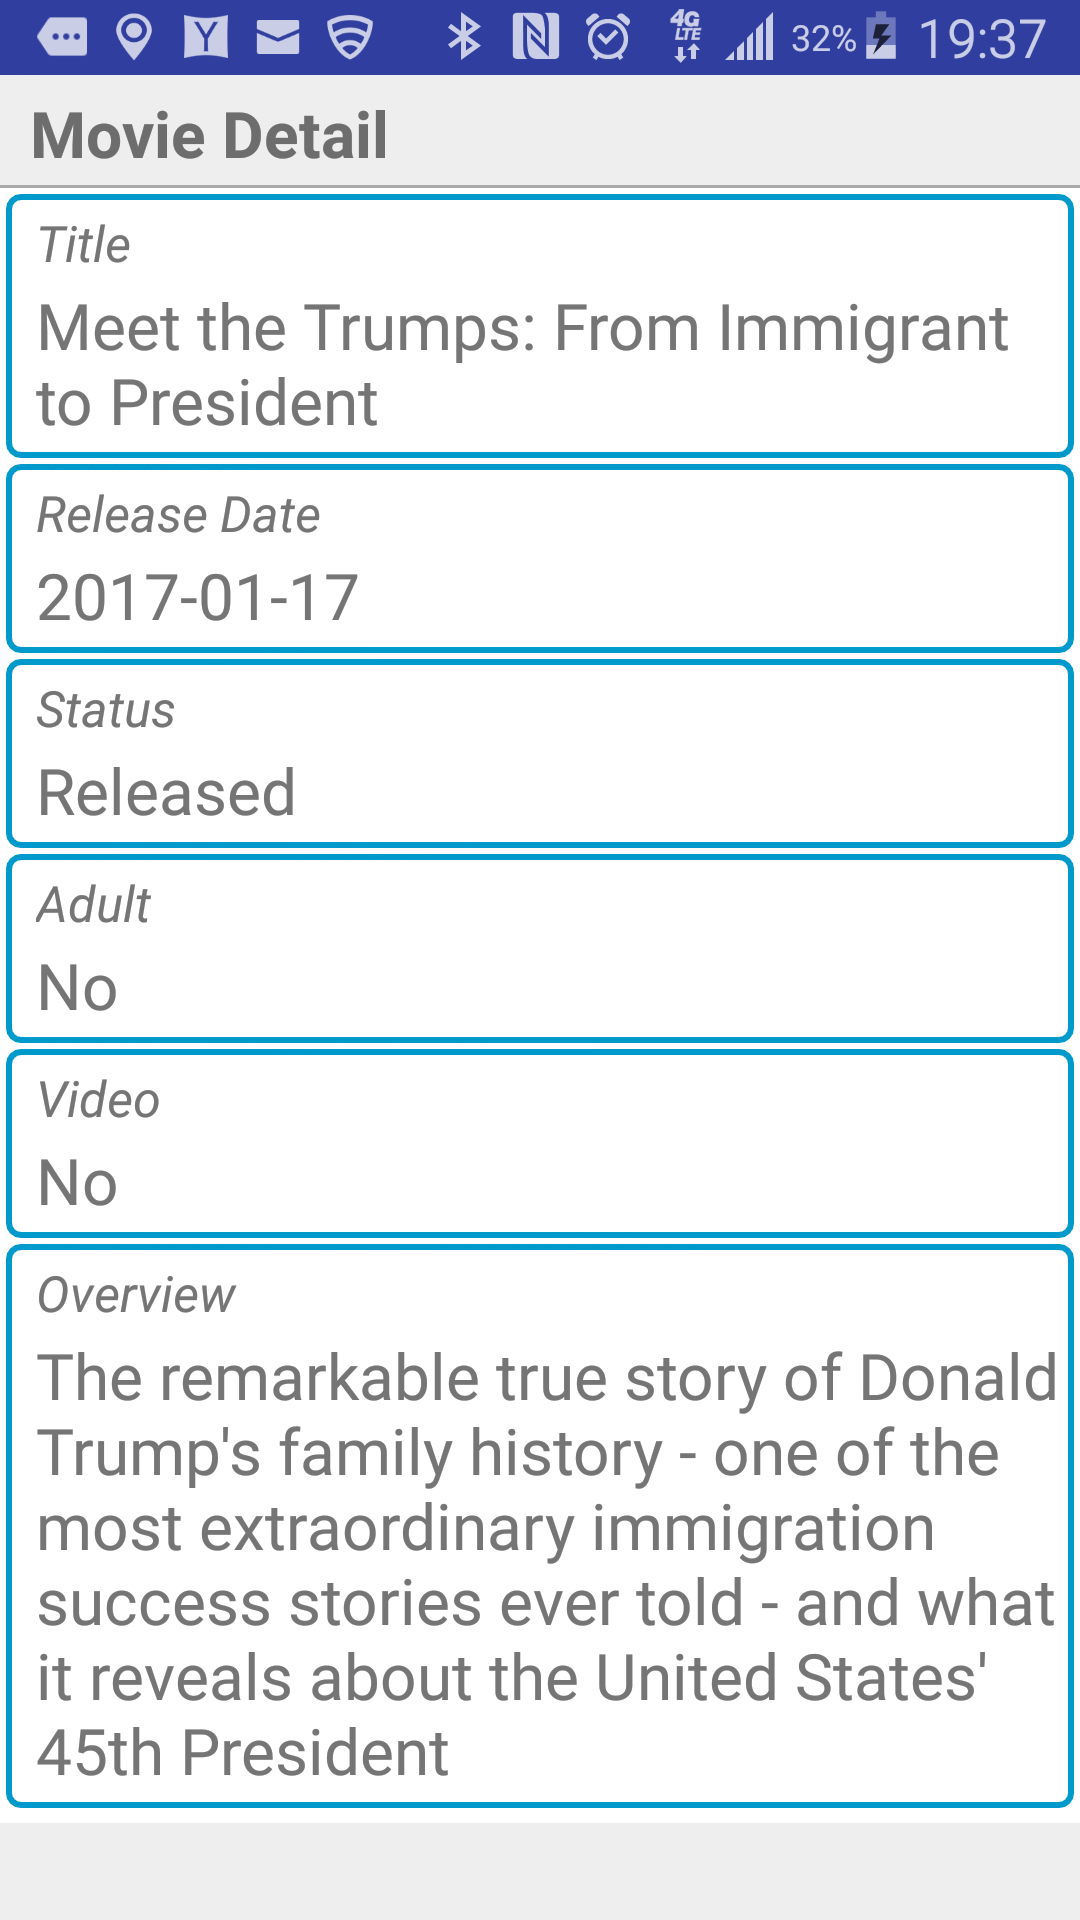 4G LTE 32% 19:37
Movie Detail
Title
Meet the Trumps: From Immigrant
to President
Release Date
2017-01-17
Status
Released
Adult
No
Video
No
Overview
The remarkable true story of Donald
Trump's family history - one of the
most extraordinary immigration
success stories ever told - and what
it reveals about the United States'
45th President